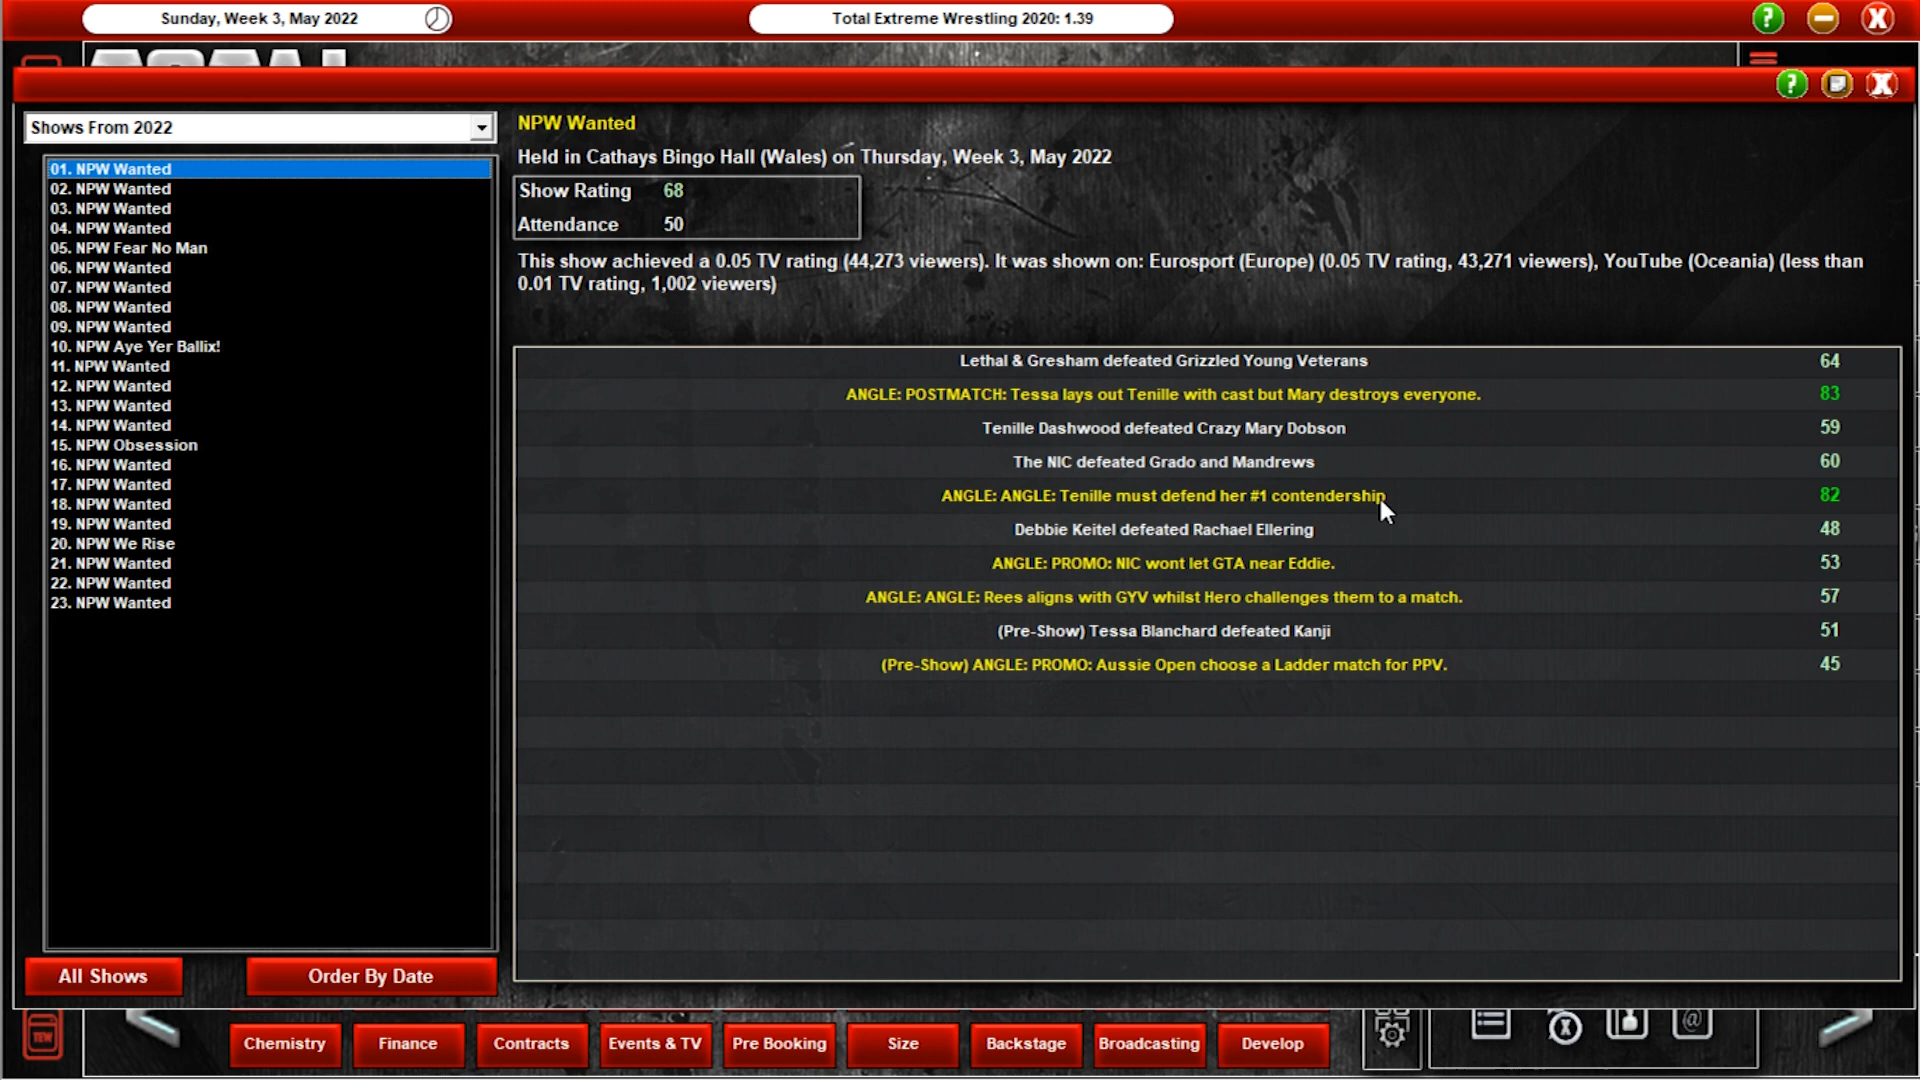 Sunday, Week 3, May 2022
Total Extreme Wrestling 2020: 1.39
Shows From 2022
01. NPW Wanted
02. NPW Wanted
03. NPW Wanted
04. NPW Wanted
05. NPW Fear No Man
06. NPW Wanted
07. NPW Wanted
08. NPW Wanted
09. NPW Wanted
10. NPW Aye Yer Ballix!
11. NPW Wanted
12. NPW Wanted
13. NPW Wanted
14. NPW Wanted
15. NPW Obsession
16. NPW Wanted
17. NPW Wanted
18. NPW Wanted
19. NPW Wanted
20. NPW We Rise
21. NPW Wanted
22. NPW Wanted
23. NPW Wanted
All Shows
Order By Date
NPW Wanted
Held in Cathays Bingo Hall (Wales) on Thursday, Week 3, May 2022
Show Rating 68
Attendance 50
This show achieved a 0.05 TV rating (44,273 viewers). It was shown on: Eurosport (Europe) (0.05 TV rating, 43,271 viewers), YouTube (Oceania) (less than
0.01 TV rating, 1,002 viewers)
Lethal & Gresham defeated Grizzled Young Veterans 64
ANGLE: POSTMATCH: Tessa lays out Tenille with cast but Mary destroys everyone. 83
Tenille Dashwood defeated Crazy Mary Dobson 59
The NIC defeated Grado and Mandrews 60
ANGLE: ANGLE: Tenille must defend her #1 contendership 82
Debbie Keitel defeated Rachael Ellering 48
ANGLE: PROMO: NIC wont let GTA near Eddie. 53
ANGLE: ANGLE: Rees aligns with GYV whilst Hero challenges them to a match. 57
(Pre-Show) Tessa Blanchard defeated Kanji 51
(Pre-Show) ANGLE: PROMO: Aussie Open choose a Ladder match for PPV. 45
TEW
Chemistry
Finance
Contracts
Events & TV
Pre Booking
Size
Backstage
Broadcasting
Develop